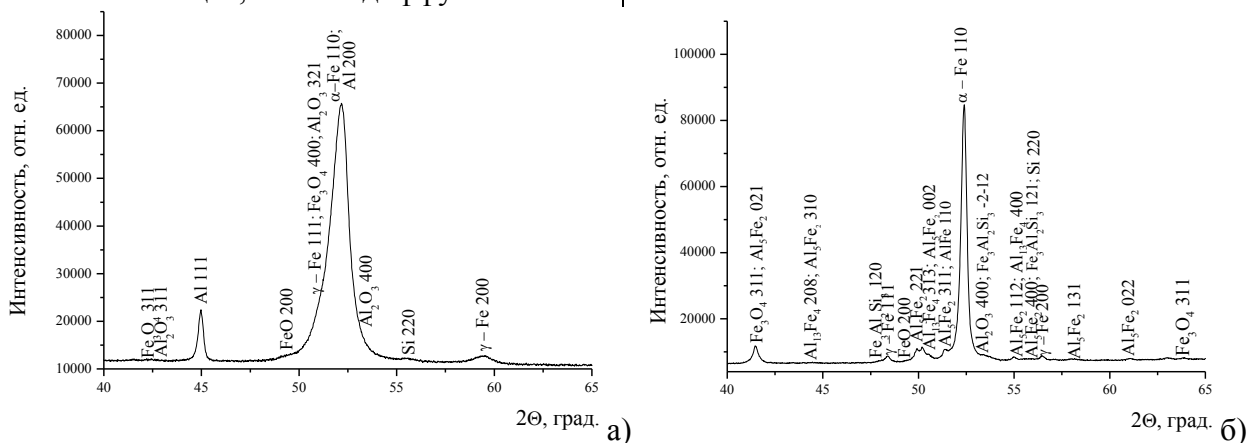 Интенсивность, отн. ед.
80000
70000
60000
50000
40000
30000
20000
10000
Fe₃O₄ 311
Al₂O₃ 311
Al 111
FeO 200
γ – Fe 111; Fe₃O₄ 400; Al₂O₃ 321
α–Fe 110;
Al 200
Al₂O₃ 400
Si 220
γ – Fe 200
40 45 50 55 60 65
2Θ, град.
а)
Интенсивность, отн. ед.
100000
80000
60000
40000
20000
Fe₃O₄ 311; Al₅Fe₂ 021
Al₁₃Fe₄ 208; Al₅Fe₂ 310
Fe₃Al₂Si₃ 120
γ – Fe 111
FeO 200
Al₅Fe₂ 221
Al₁₃Fe₄ 313; Al₅Fe₂ 002
Al₅Fe₂ 311; AlFe 110
α – Fe 110
Al₂O₃ 400; Fe₃Al₂Si₃ -2-12
Al₅Fe₂ 112; Al₁₃Fe₄ 400
Al₅Fe₂ 400; Fe₃Al₂Si₃ 121; Si 220
γ – Fe 200
Al₅Fe₂ 131
Al₅Fe₂ 022
Fe₃O₄ 311
40 45 50 55 60 65
2Θ, град.
б)